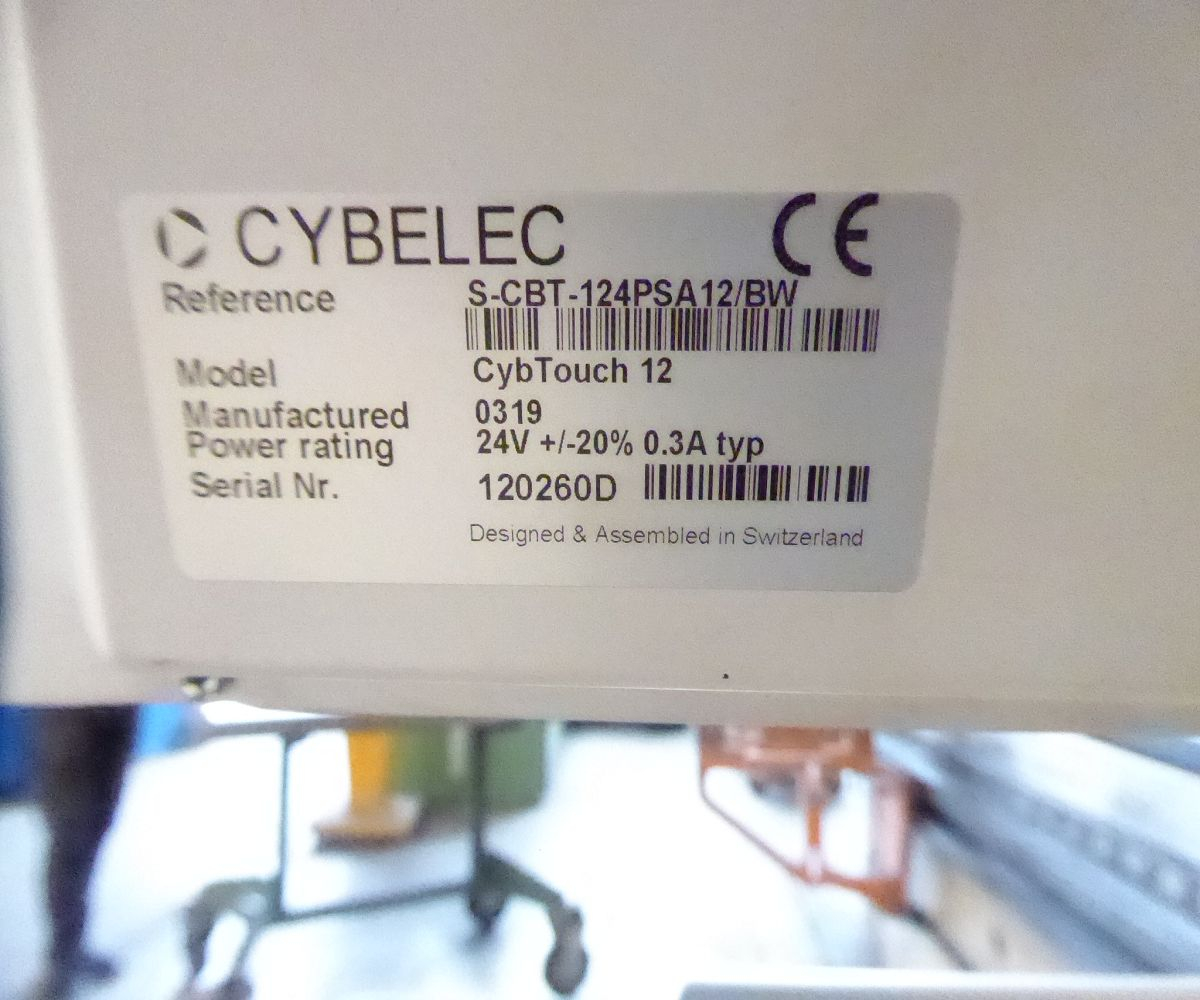 CYBELEC CE
Reference S-CBT-124PSA12/BW
Model CybTouch 12
Manufactured 0319
Power rating 24V +/-20% 0.3A typ
Serial Nr. 120260D
Designed & Assembled in Switzerland